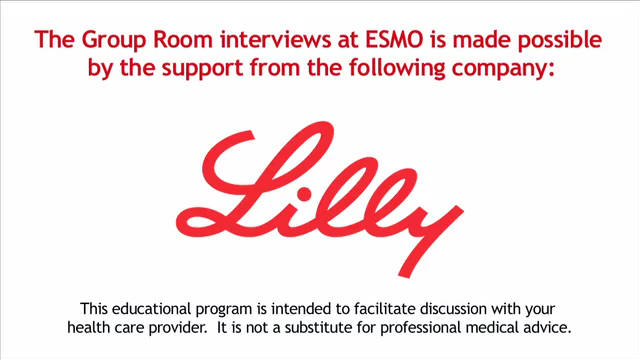 The Group Room interviews at ESMO is made possible
by the support from the following company:
Lilly
This educational program is intended to facilitate discussion with your
health care provider.  It is not a substitute for professional medical advice.